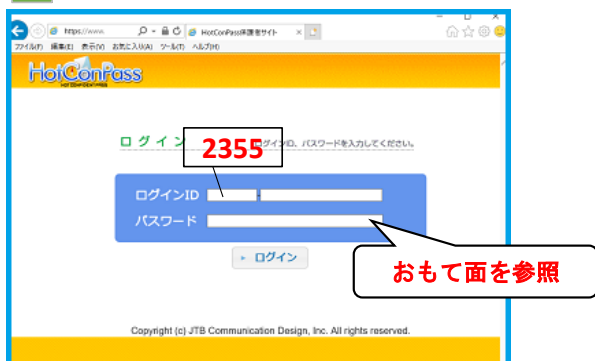 https://www.
HotConPass保護者サイト
ファイル(F) 編集(E) 表示(V) お気に入り(A) ツール(T) ヘルプ(H)
HotConPass
HOT CONFIDENT PASS
ログイン
2355
ログインID、パスワードを入力してください。
ログインID
-
パスワード
ログイン
おもて面を参照
Copyright (c) JTB Communication Design, Inc. All rights reserved.